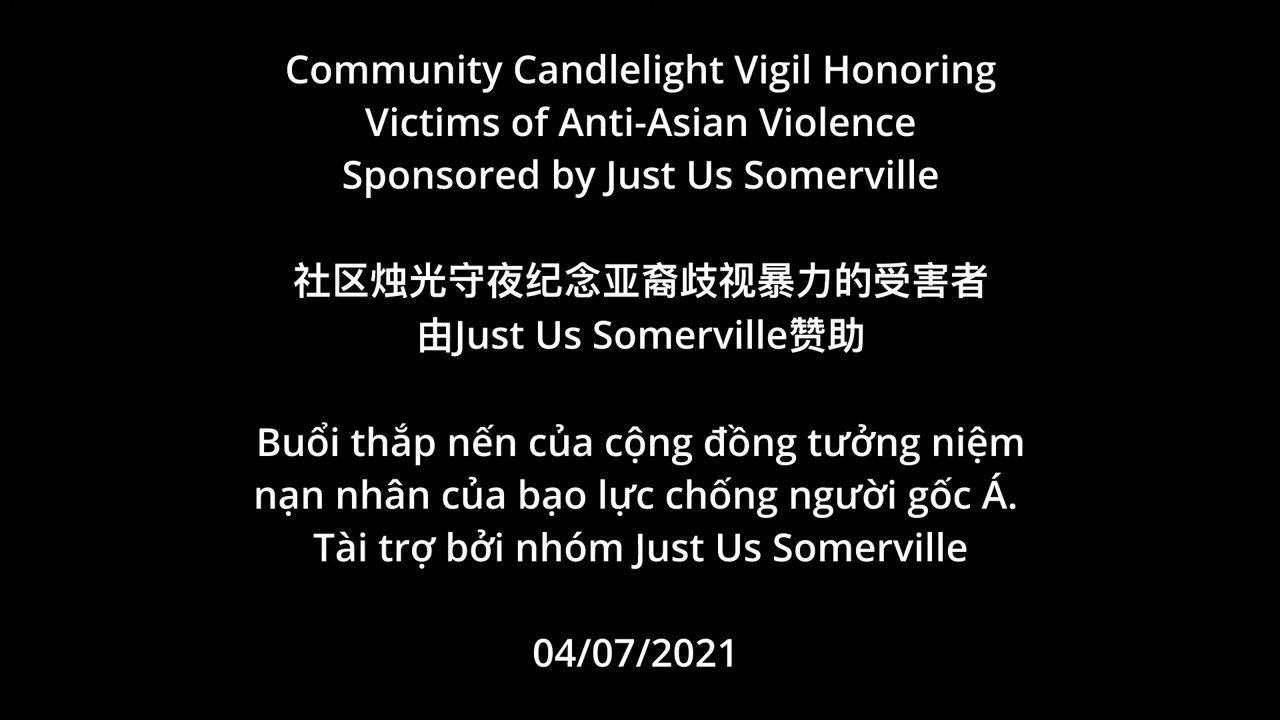 Community Candlelight Vigil Honoring
Victims of Anti-Asian Violence
Sponsored by Just Us Somerville
社区烛光守夜纪念亚裔歧视暴力的受害者
由Just Us Somerville赞助
Buổi thắp nến của cộng đồng tưởng niệm
nạn nhân của bạo lực chống người gốc Á.
Tài trợ bởi nhóm Just Us Somerville
04/07/2021